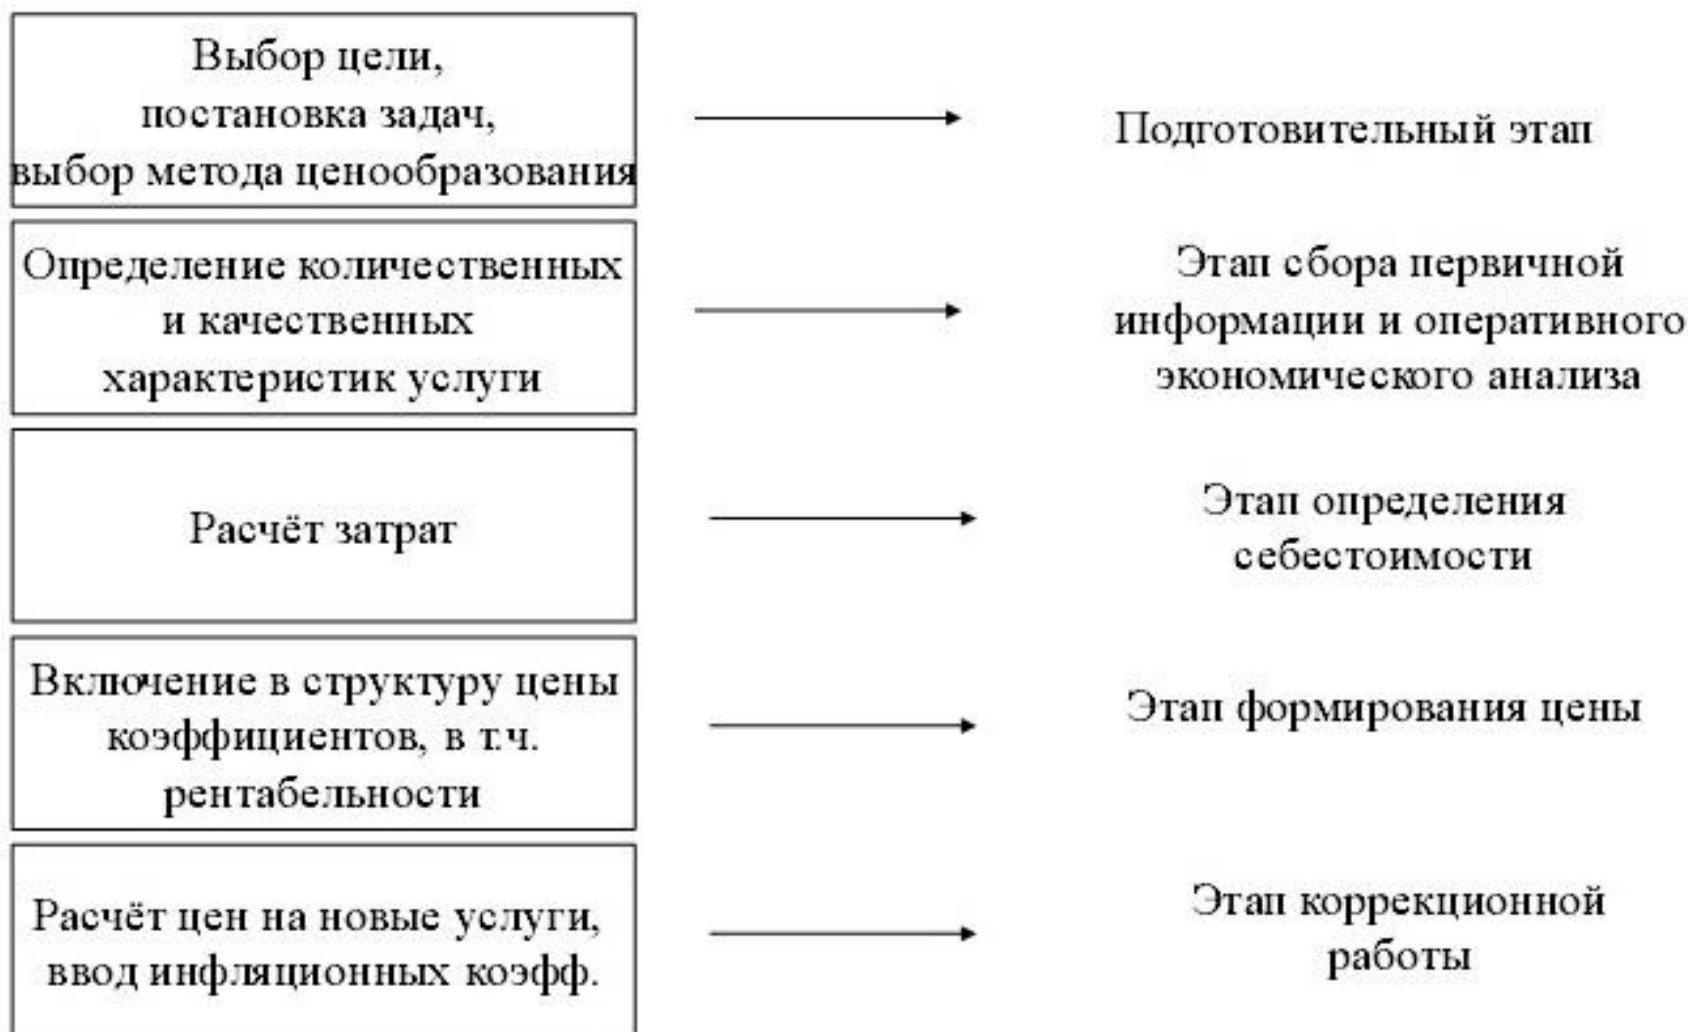 Выбор цели,
постановка задач,
выбор метода ценообразования
Подготовительный этап
Определение количественных
и качественных
характеристик услуги
Этап сбора первичной
информации и оперативного
экономического анализа
Расчёт затрат
Этап определения
себестоимости
Включение в структуру цены
коэффициентов, в т.ч.
рентабельности
Этап формирования цены
Расчёт цен на новые услуги,
ввод инфляционных коэфф.
Этап коррекционной
работы